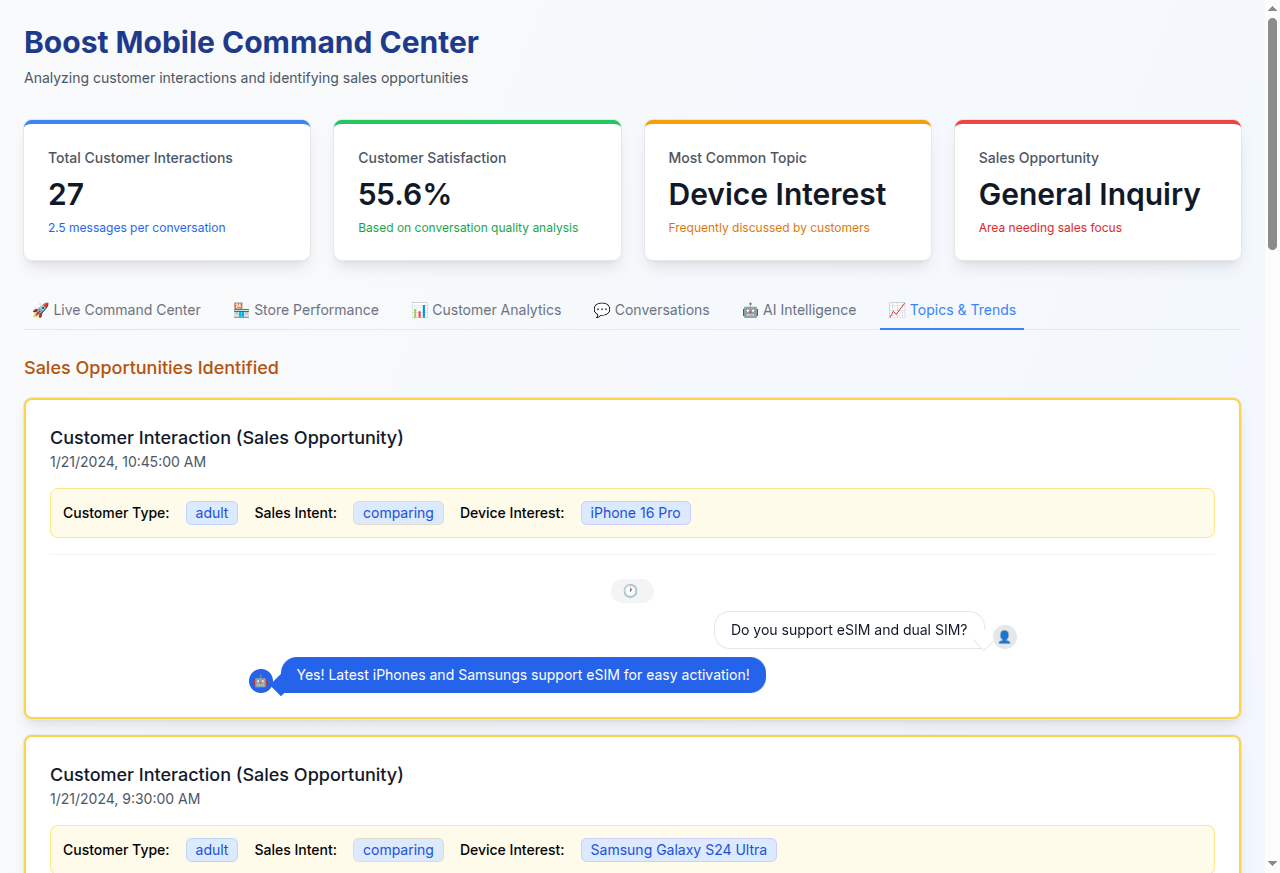 Boost Mobile Command Center
Analyzing customer interactions and identifying sales opportunities
Total Customer Interactions
27
2.5 messages per conversation
Customer Satisfaction
55.6%
Based on conversation quality analysis
Most Common Topic
Device Interest
Frequently discussed by customers
Sales Opportunity
General Inquiry
Area needing sales focus
🚀 Live Command Center 🏪 Store Performance 📊 Customer Analytics 💬 Conversations 🤖 AI Intelligence 📈 Topics & Trends
Sales Opportunities Identified
Customer Interaction (Sales Opportunity)
1/21/2024, 10:45:00 AM
Customer Type: adult Sales Intent: comparing Device Interest: iPhone 16 Pro
Do you support eSIM and dual SIM?
Yes! Latest iPhones and Samsungs support eSIM for easy activation!
Customer Interaction (Sales Opportunity)
1/21/2024, 9:30:00 AM
Customer Type: adult Sales Intent: comparing Device Interest: Samsung Galaxy S24 Ultra